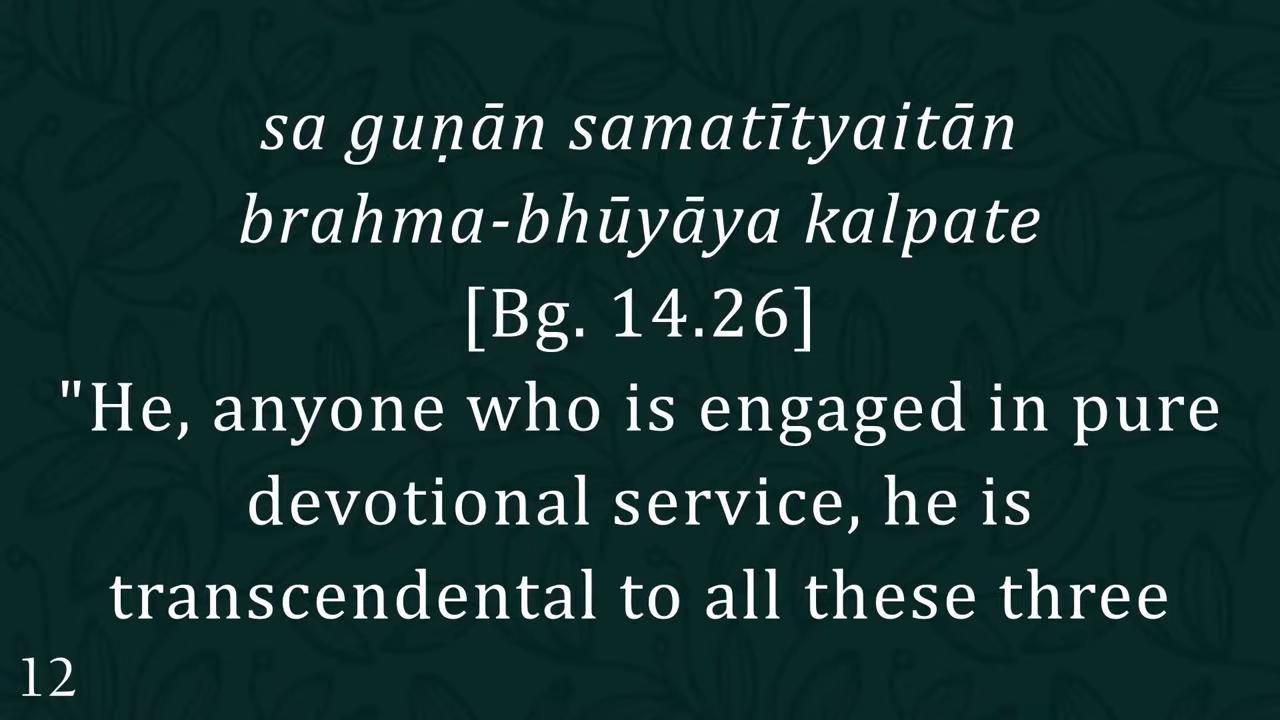 sa guṇān samatītyaitān
brahma-bhūyāya kalpate
[Bg. 14.26]
"He, anyone who is engaged in pure
devotional service, he is
transcendental to all these three
12